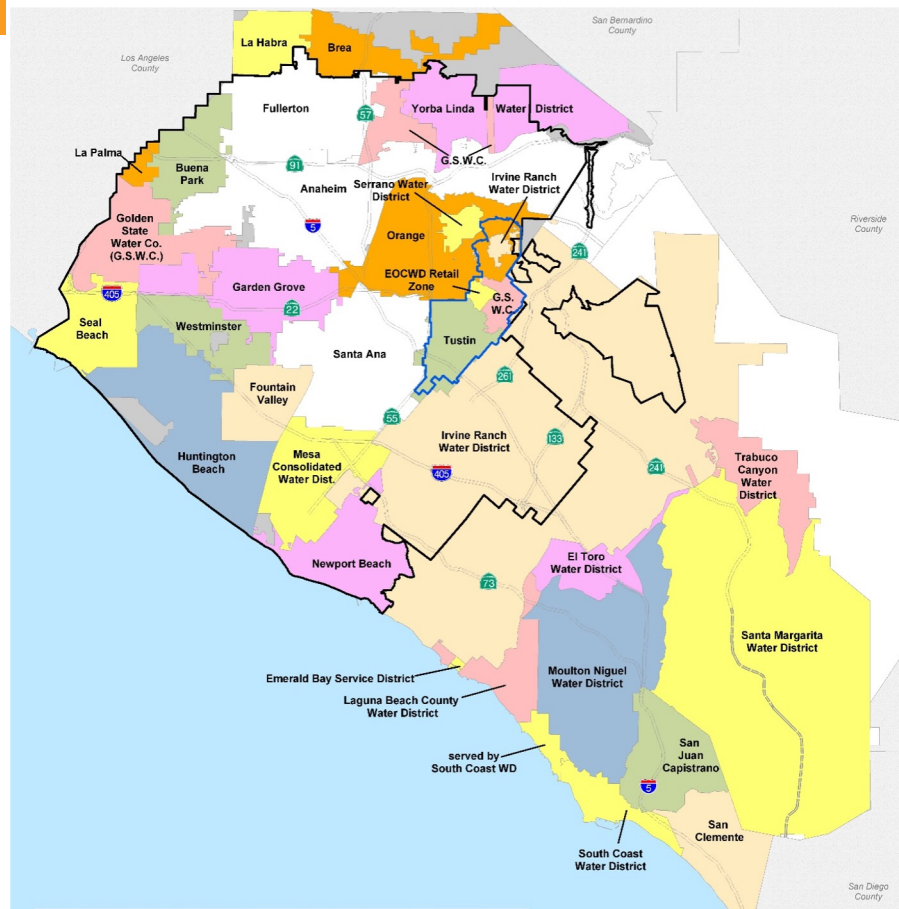 San Bernardino
County
Los Angeles
County
La Habra
Brea
Fullerton
57
Yorba Linda
Water District
La Palma
Buena
Park
91
G.S.W.C.
Anaheim
Serrano Water
District
Irvine Ranch
Water District
Golden
State
Water Co.
(G.S.W.C.)
5
Orange
241
Riverside
County
EOCWD Retail
Zone
405
Garden Grove
22
G.S.
W.C.
Seal
Beach
Westminster
Tustin
Santa Ana
261
Fountain
Valley
55
Irvine Ranch
Water District
133
Huntington
Beach
Mesa
Consolidated
Water Dist.
405
241
Trabuco
Canyon
Water
District
Newport Beach
El Toro
Water District
73
Santa Margarita
Water District
Emerald Bay Service District
Moulton Niguel
Water District
Laguna Beach County
Water District
served by
South Coast WD
San
Juan
Capistrano
5
San
Clemente
South Coast
Water District
San Diego
County